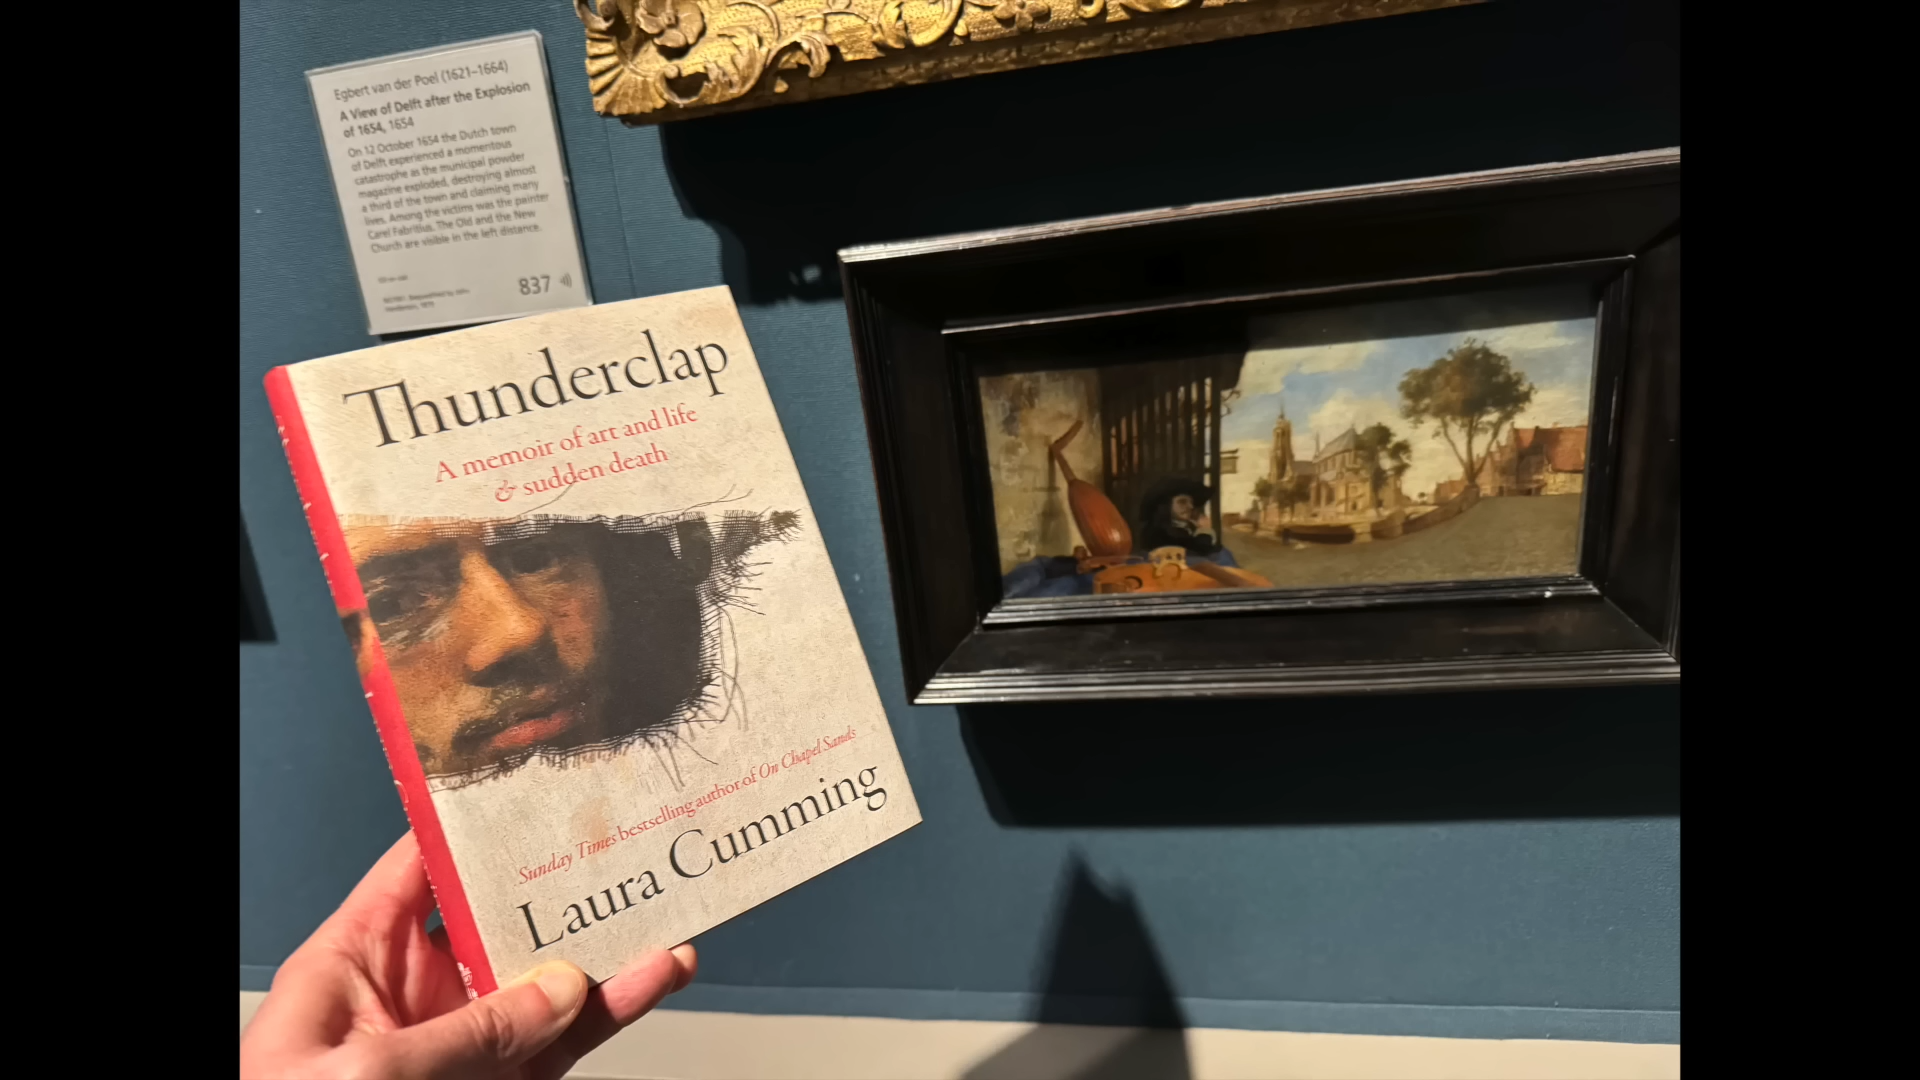 Egbert van der Poel (1621–1664)
A View of Delft after the Explosion
of 1654, 1654
On 12 October 1654 the Dutch town
of Delft experienced a momentous
catastrophe as the municipal powder
magazine exploded, destroying almost
a third of the town and claiming many
lives. Among the victims was the painter
Carel Fabritius. The Old and the New
Church are visible in the left distance.
837
Thunderclap
A memoir of art and life
& sudden death
Sunday Times bestselling author of On Chapel Sands
Laura Cumming